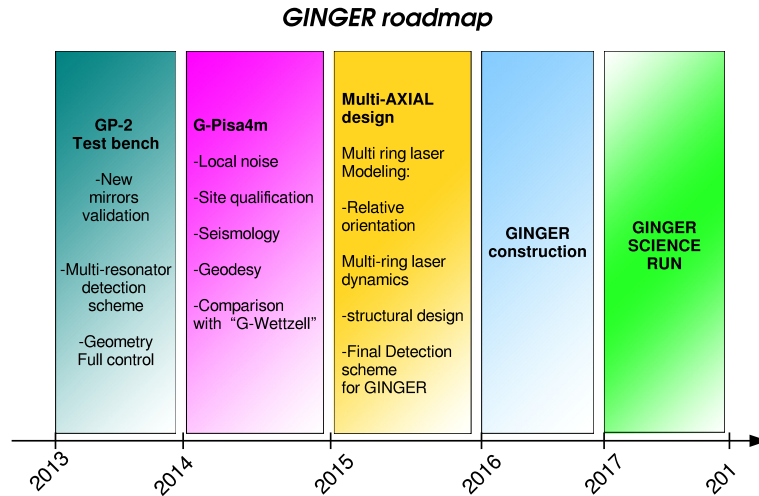 GINGER roadmap
GP-2
Test bench
-New
mirrors
validation
-Multi-resonator
detection
scheme
-Geometry
Full control
G-Pisa4m
-Local noise
-Site qualification
-Seismology
-Geodesy
-Comparison
with “G-Wettzell”
Multi-AXIAL
design
Multi ring laser
Modeling:
-Relative
orientation
Multi-ring laser
dynamics
-structural design
-Final Detection
scheme
for GINGER
GINGER
construction
GINGER
SCIENCE
RUN
2013
2014
2015
2016
2017
201